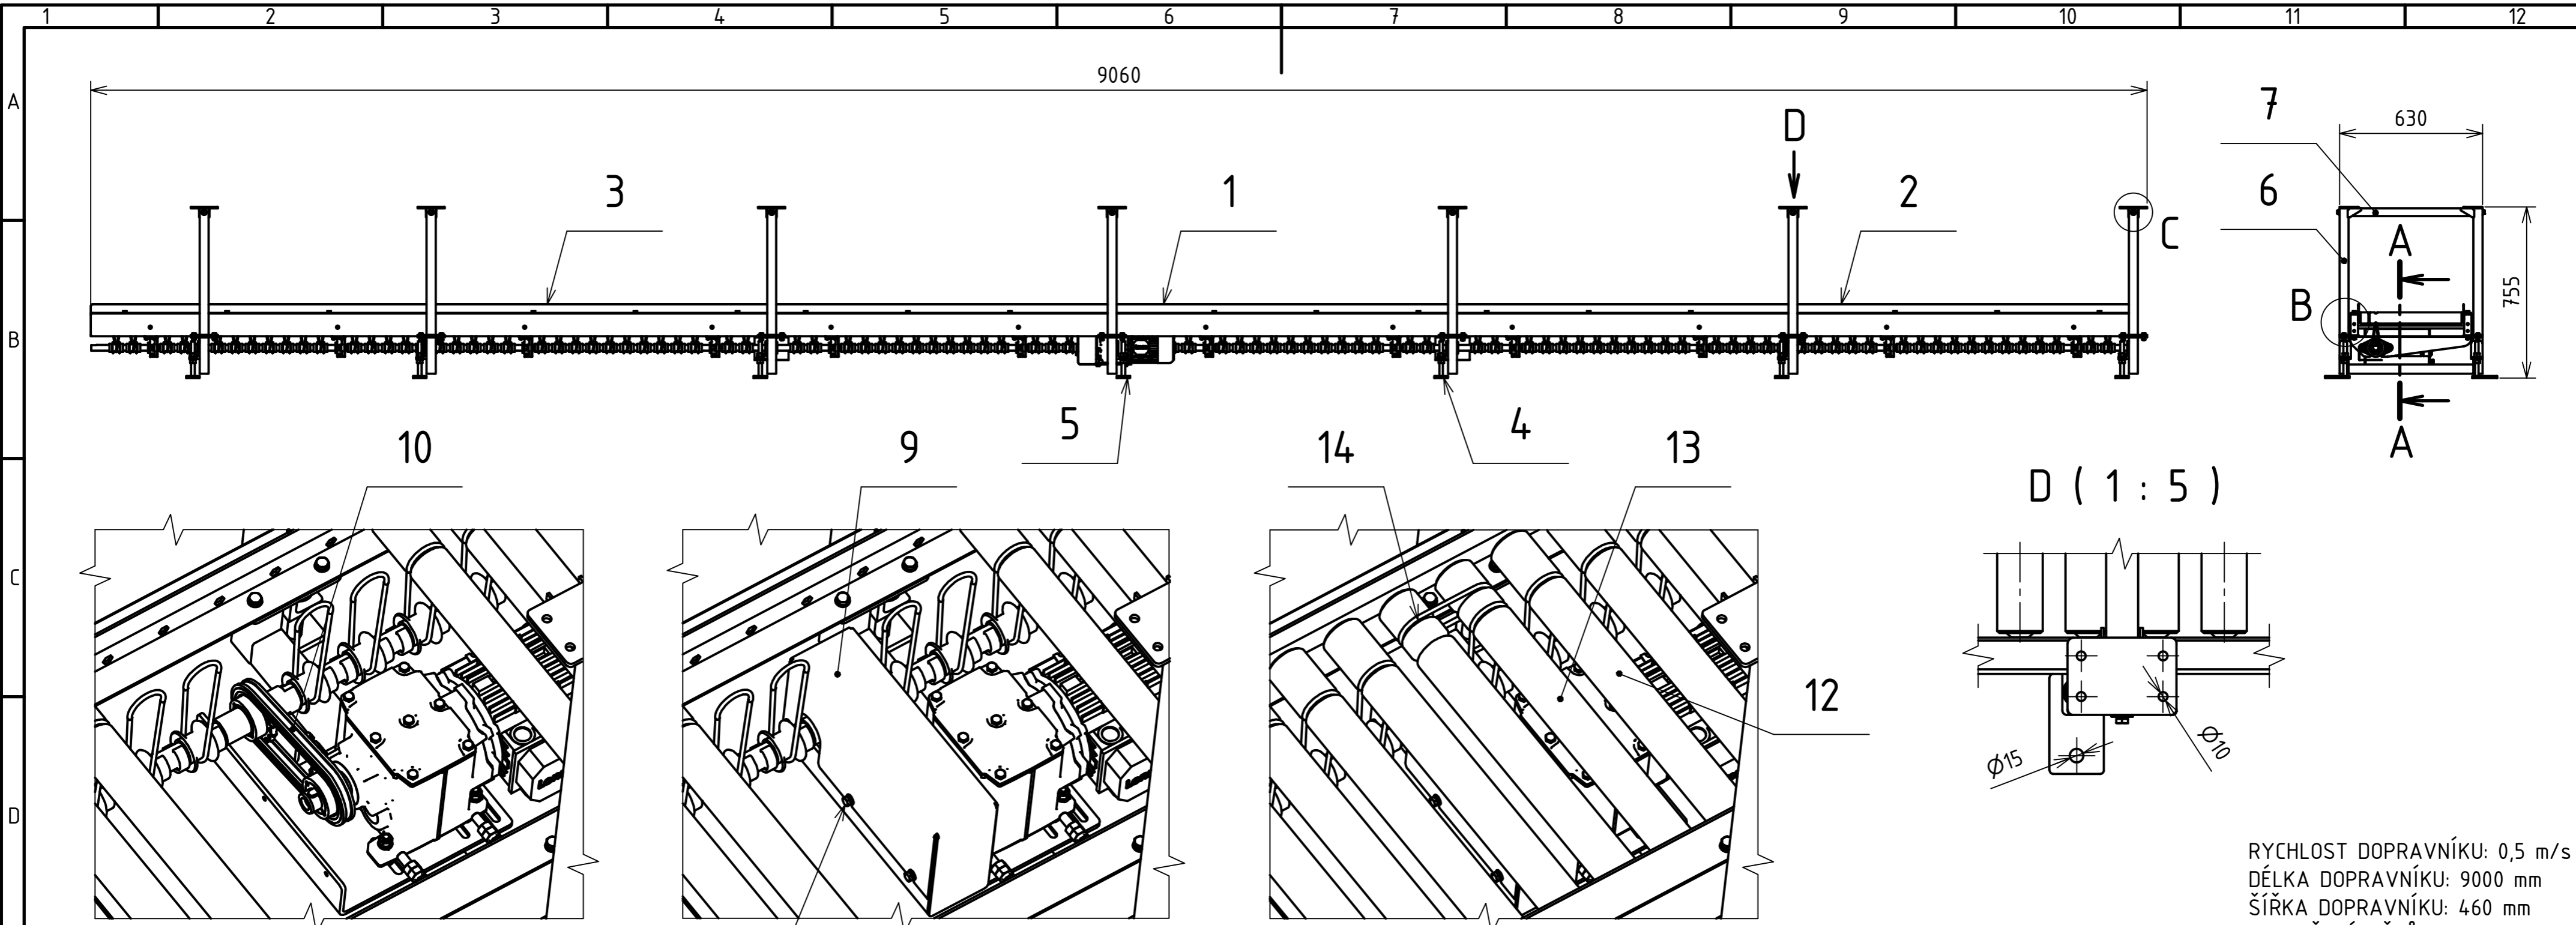 1 2 3 4 5 6 7 8 9 10 11 12
A
B
C
D
9060
D
7
630
3
1
2
6
C
A
B
755
5
4
A
10
9
14
13
D ( 1 : 5 )
12
Ø15
Ø10
RYCHLOST DOPRAVNÍKU: 0,5 m/s
DÉLKA DOPRAVNÍKU: 9000 mm
ŠÍŘKA DOPRAVNÍKU: 460 mm